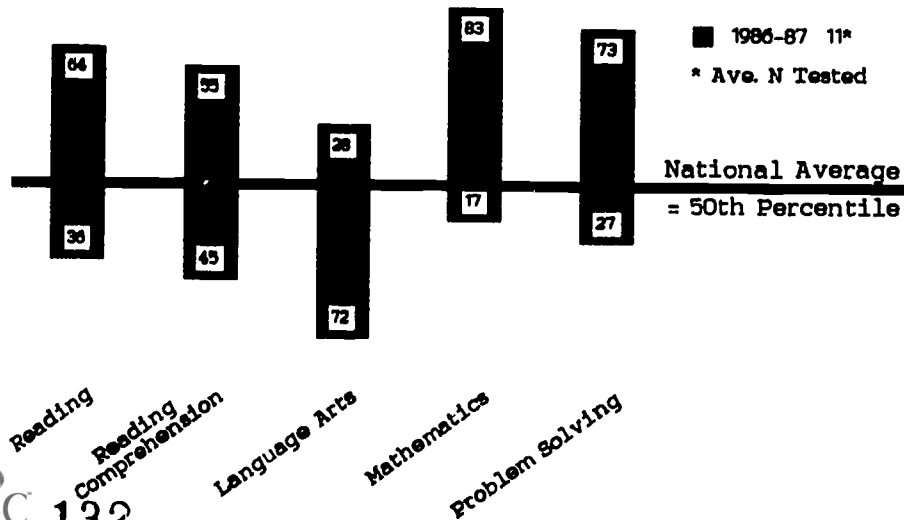 83
64
55
28
73
1986-87 11*
* Ave. N Tested
National Average
= 50th Percentile
36
45
72
17
27
Reading
Reading
Comprehension
Language Arts
Mathematics
Problem Solving
132